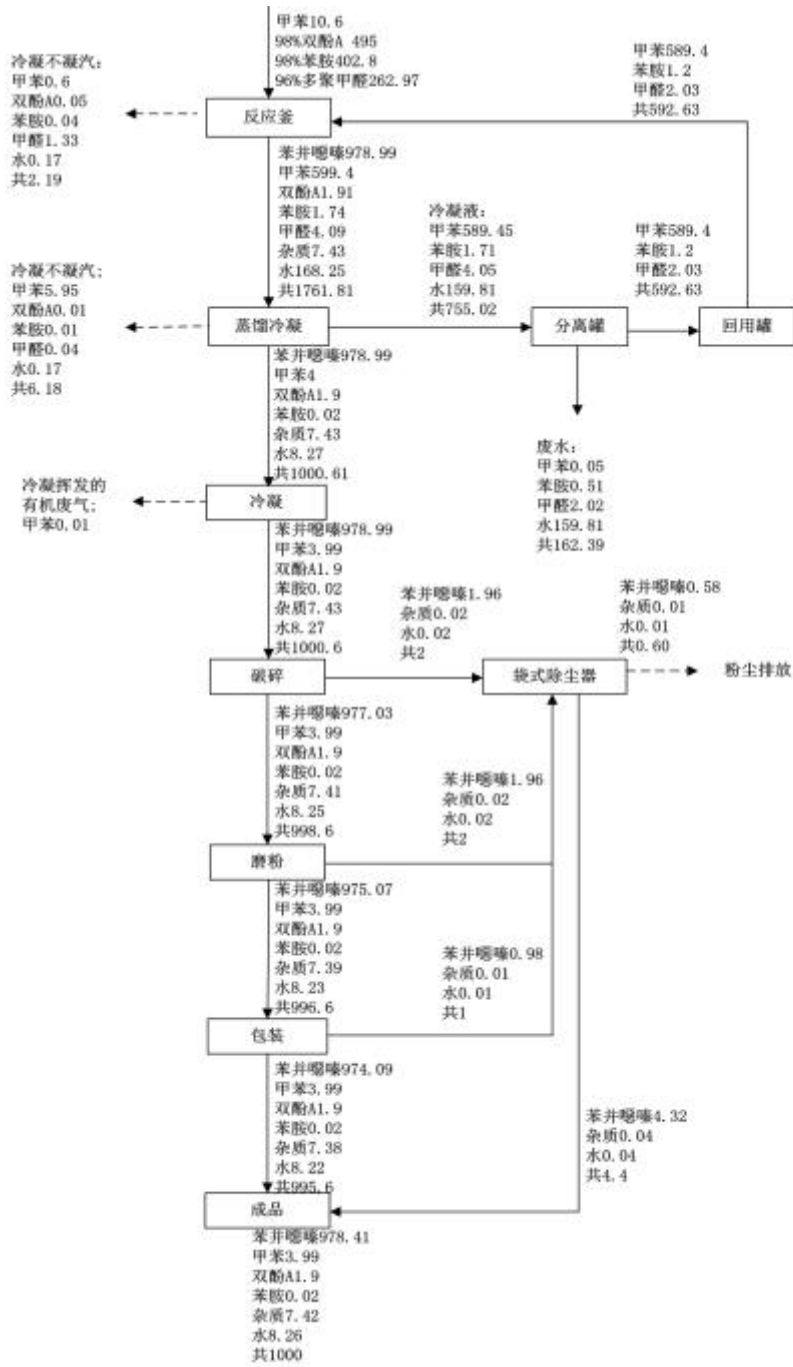 甲苯10.6
98%双酚A 495
98%苯胺402.8
96%多聚甲醛262.97
冷凝不凝汽:
甲苯0.6
双酚A0.05
苯胺0.04
甲醛1.33
水0.17
共2.19
反应釜
甲苯589.4
苯胺1.2
甲醛2.03
共592.63
苯并噁嗪978.99
甲苯599.4
双酚A1.91
苯胺1.74
甲醛4.09
杂质7.43
水168.25
共1761.81
冷凝液:
甲苯589.45
苯胺1.71
甲醛4.05
水159.81
共755.02
甲苯589.4
苯胺1.2
甲醛2.03
共592.63
冷凝不凝汽:
甲苯5.95
双酚A0.01
苯胺0.01
甲醛0.04
水0.17
共6.18
蒸馏冷凝
分离罐
回用罐
苯并噁嗪978.99
甲苯4
双酚A1.9
苯胺0.02
杂质7.43
水8.27
共1000.61
废水:
甲苯0.05
苯胺0.51
甲醛2.02
水159.81
共162.39
冷凝挥发的
有机废气:
甲苯0.01
冷凝
苯并噁嗪978.99
甲苯3.99
双酚A1.9
苯胺0.02
杂质7.43
水8.27
共1000.6
苯并噁嗪1.96
杂质0.02
水0.02
共2
苯并噁嗪0.58
杂质0.01
水0.01
共0.60
破碎
袋式除尘器
粉尘排放
苯并噁嗪977.03
甲苯3.99
双酚A1.9
苯胺0.02
杂质7.41
水8.25
共998.6
苯并噁嗪1.96
杂质0.02
水0.02
共2
磨粉
苯并噁嗪975.07
甲苯3.99
双酚A1.9
苯胺0.02
杂质7.39
水8.23
共996.6
苯并噁嗪0.98
杂质0.01
水0.01
共1
包装
苯并噁嗪974.09
甲苯3.99
双酚A1.9
苯胺0.02
杂质7.38
水8.22
共995.6
苯并噁嗪4.32
杂质0.04
水0.04
共4.4
成品
苯并噁嗪978.41
甲苯3.99
双酚A1.9
苯胺0.02
杂质7.42
水8.26
共1000